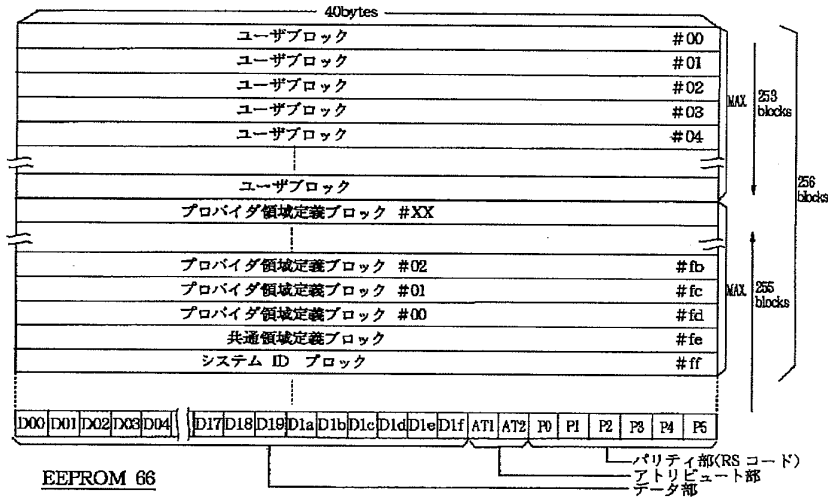 40bytes
ユーザブロック #00
ユーザブロック #01
ユーザブロック #02
ユーザブロック #03
ユーザブロック #04
ユーザブロック
プロバイダ領域定義ブロック #XX
プロバイダ領域定義ブロック #02 #fb
プロバイダ領域定義ブロック #01 #fc
プロバイダ領域定義ブロック #00 #fd
共通領域定義ブロック #fe
システム ID ブロック #ff
MAX. 253 blocks
256 blocks
MAX. 255 blocks
D00 D01 D02 D03 D04 D17 D18 D19 D1a D1b D1c D1d D1e D1f AT1 AT2 P0 P1 P2 P3 P4 P5
パリティ部(RS コード)
アトリビュート部
データ部
EEPROM 66